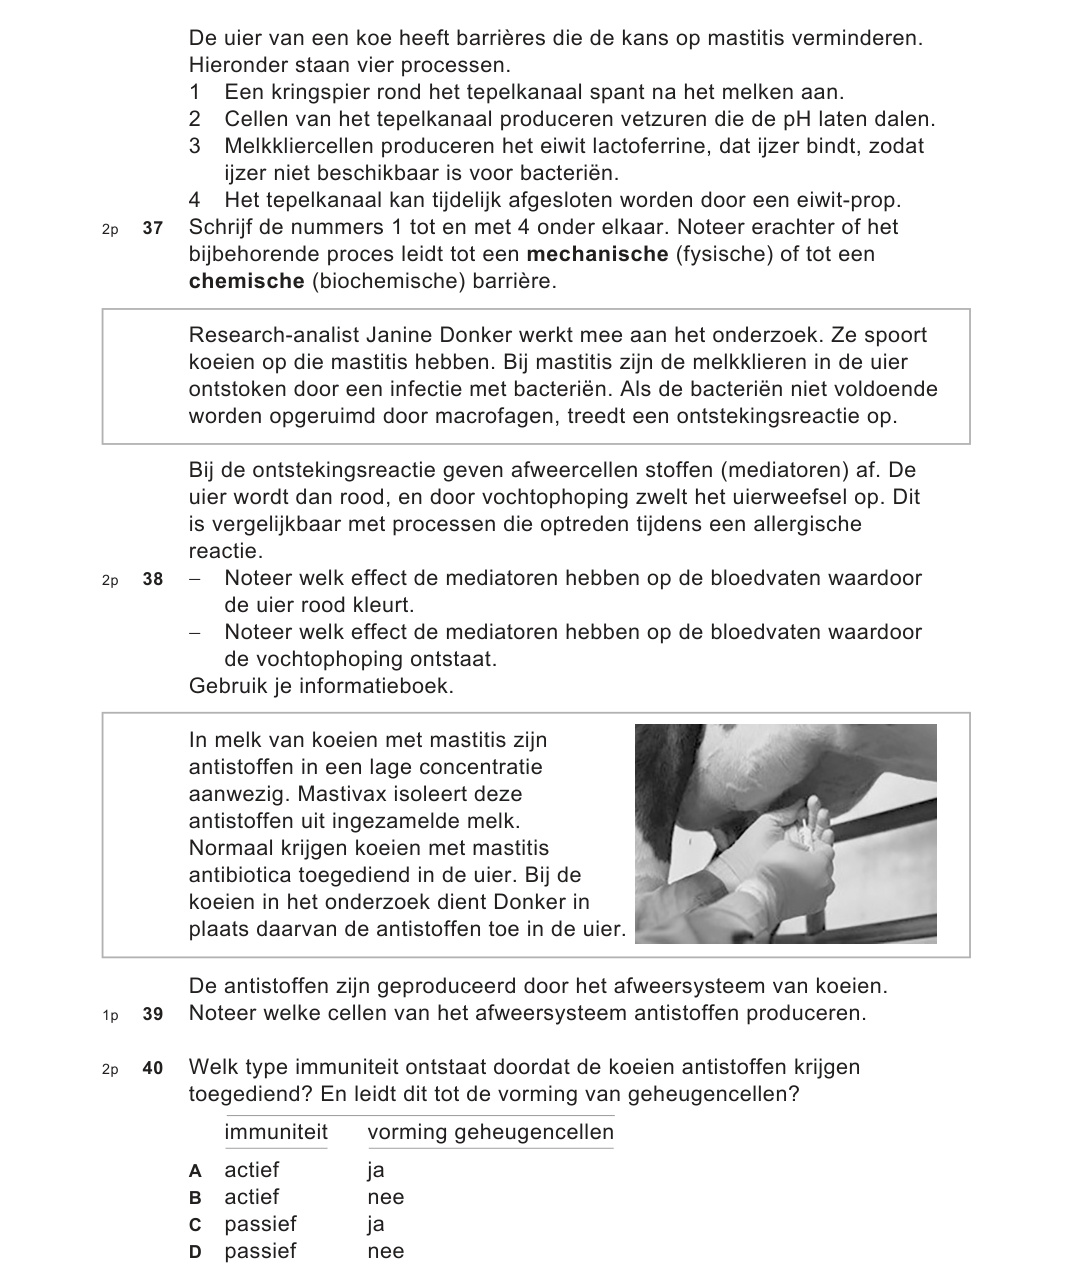 De uier van een koe heeft barrières die de kans op mastitis verminderen.
Hieronder staan vier processen.
1 Een kringspier rond het tepelkanaal spant na het melken aan.
2 Cellen van het tepelkanaal produceren vetzuren die de pH laten dalen.
3 Melkkliercellen produceren het eiwit lactoferrine, dat ijzer bindt, zodat
ijzer niet beschikbaar is voor bacteriën.
4 Het tepelkanaal kan tijdelijk afgesloten worden door een eiwit-prop.
2p 37 Schrijf de nummers 1 tot en met 4 onder elkaar. Noteer erachter of het
bijbehorende proces leidt tot een mechanische (fysische) of tot een
chemische (biochemische) barrière.
Research-analist Janine Donker werkt mee aan het onderzoek. Ze spoort
koeien op die mastitis hebben. Bij mastitis zijn de melkklieren in de uier
ontstoken door een infectie met bacteriën. Als de bacteriën niet voldoende
worden opgeruimd door macrofagen, treedt een ontstekingsreactie op.
Bij de ontstekingsreactie geven afweercellen stoffen (mediatoren) af. De
uier wordt dan rood, en door vochtophoping zwelt het uierweefsel op. Dit
is vergelijkbaar met processen die optreden tijdens een allergische
reactie.
2p 38 – Noteer welk effect de mediatoren hebben op de bloedvaten waardoor
de uier rood kleurt.
– Noteer welk effect de mediatoren hebben op de bloedvaten waardoor
de vochtophoping ontstaat.
Gebruik je informatieboek.
In melk van koeien met mastitis zijn
antistoffen in een lage concentratie
aanwezig. Mastivax isoleert deze
antistoffen uit ingezamelde melk.
Normaal krijgen koeien met mastitis
antibiotica toegediend in de uier. Bij de
koeien in het onderzoek dient Donker in
plaats daarvan de antistoffen toe in de uier.
De antistoffen zijn geproduceerd door het afweersysteem van koeien.
1p 39 Noteer welke cellen van het afweersysteem antistoffen produceren.
2p 40 Welk type immuniteit ontstaat doordat de koeien antistoffen krijgen
toegediend? En leidt dit tot de vorming van geheugencellen?
immuniteit vorming geheugencellen
A actief ja
B actief nee
C passief ja
D passief nee